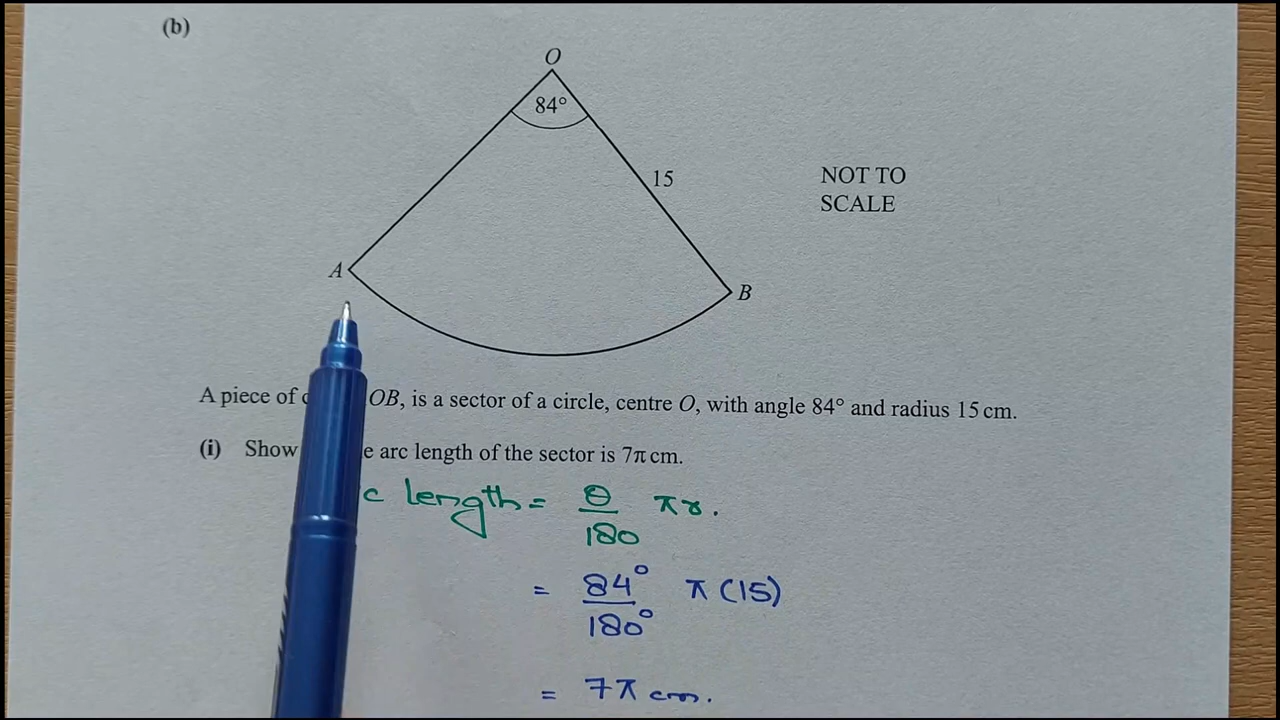 (b)
O
84°
15
NOT TO
SCALE
A
B
A piece of OB, is a sector of a circle, centre O, with angle 84° and radius 15 cm.
(i) Show e arc length of the sector is 7π cm.
c length = θ/180 πr.
= 84°/180° π (15)
= 7π cm.